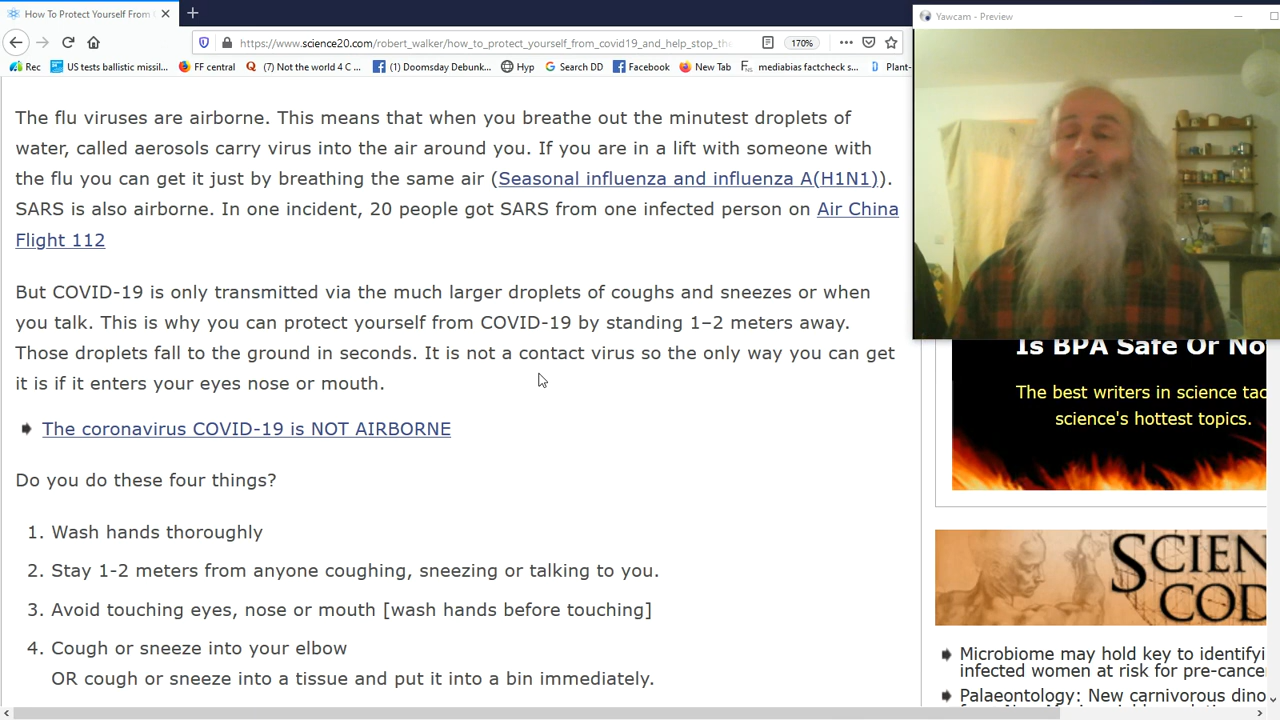 How To Protect Yourself From
Yawcam - Preview
https://www.science20.com/robert_walker/how_to_protect_yourself_from_covid19_and_help_stop_the
170%
Rec
US tests ballistic missil...
FF central
(7) Not the world 4 C ...
(1) Doomsday Debunk...
Hyp
Search DD
Facebook
New Tab
mediabias factcheck s...
Plant-
The flu viruses are airborne. This means that when you breathe out the minutest droplets of
water, called aerosols carry virus into the air around you. If you are in a lift with someone with
the flu you can get it just by breathing the same air (Seasonal influenza and influenza A(H1N1)).
SARS is also airborne. In one incident, 20 people got SARS from one infected person on Air China
Flight 112
But COVID-19 is only transmitted via the much larger droplets of coughs and sneezes or when
you talk. This is why you can protect yourself from COVID-19 by standing 1–2 meters away.
Those droplets fall to the ground in seconds. It is not a contact virus so the only way you can get
it is if it enters your eyes nose or mouth.
The coronavirus COVID-19 is NOT AIRBORNE
Do you do these four things?
1. Wash hands thoroughly
2. Stay 1-2 meters from anyone coughing, sneezing or talking to you.
3. Avoid touching eyes, nose or mouth [wash hands before touching]
4. Cough or sneeze into your elbow
OR cough or sneeze into a tissue and put it into a bin immediately.
Is BPA Safe Or No
The best writers in science tac
science's hottest topics.
SCIEN
COD
Microbiome may hold key to identifyi
infected women at risk for pre-cance
Palaeontology: New carnivorous dino